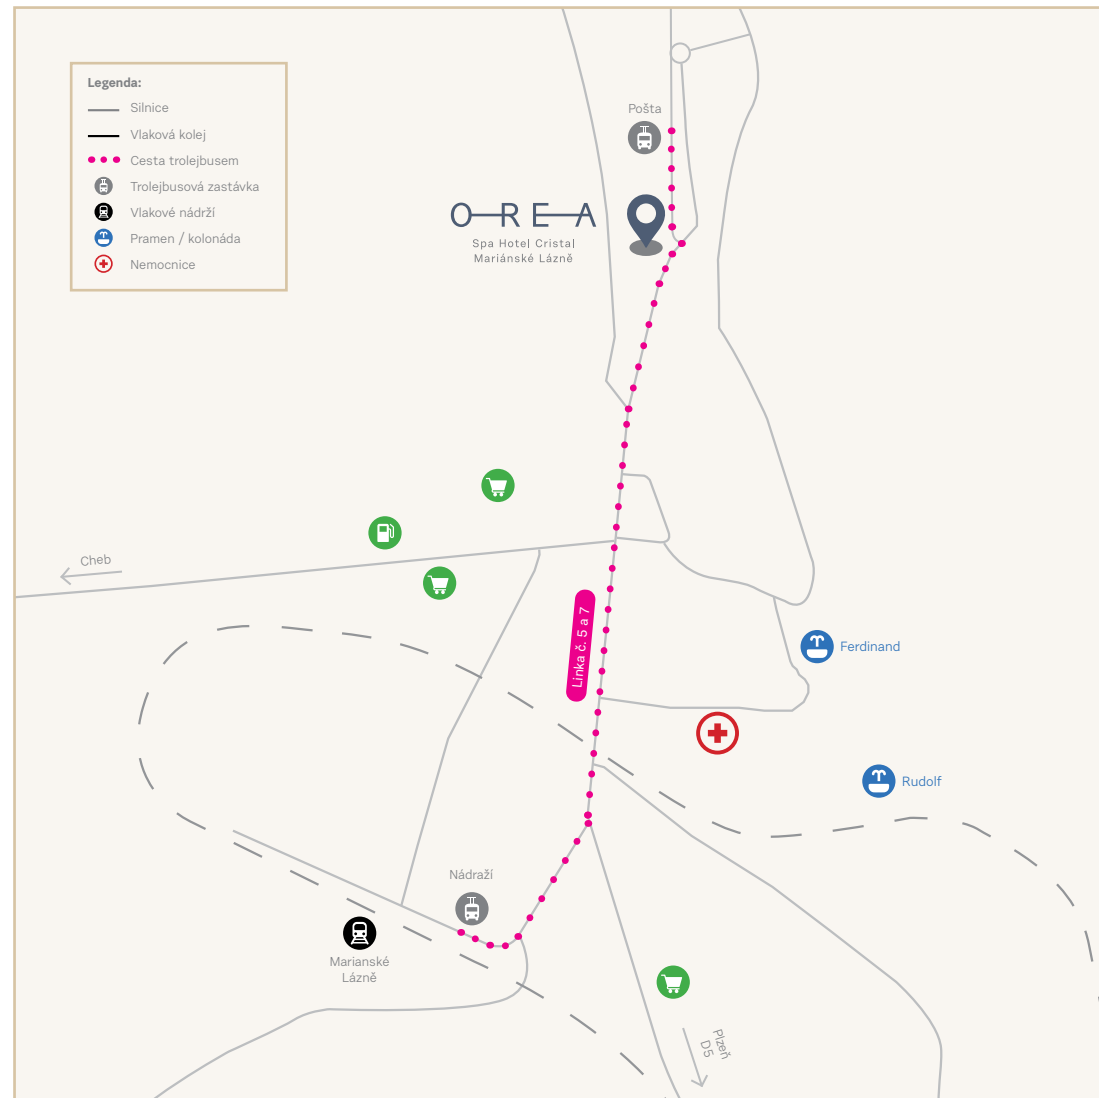 Legenda:
Silnice
Vlaková kolej
Cesta trolejbusem
Trolejbusová zastávka
Vlakové nádrží
Pramen / kolonáda
Nemocnice
Pošta
OREA
Spa Hotel Cristal
Mariánské Lázně
Cheb
Linka č. 5 a 7
Ferdinand
Rudolf
Nádraží
Marianské
Lázně
Plzeň
D5